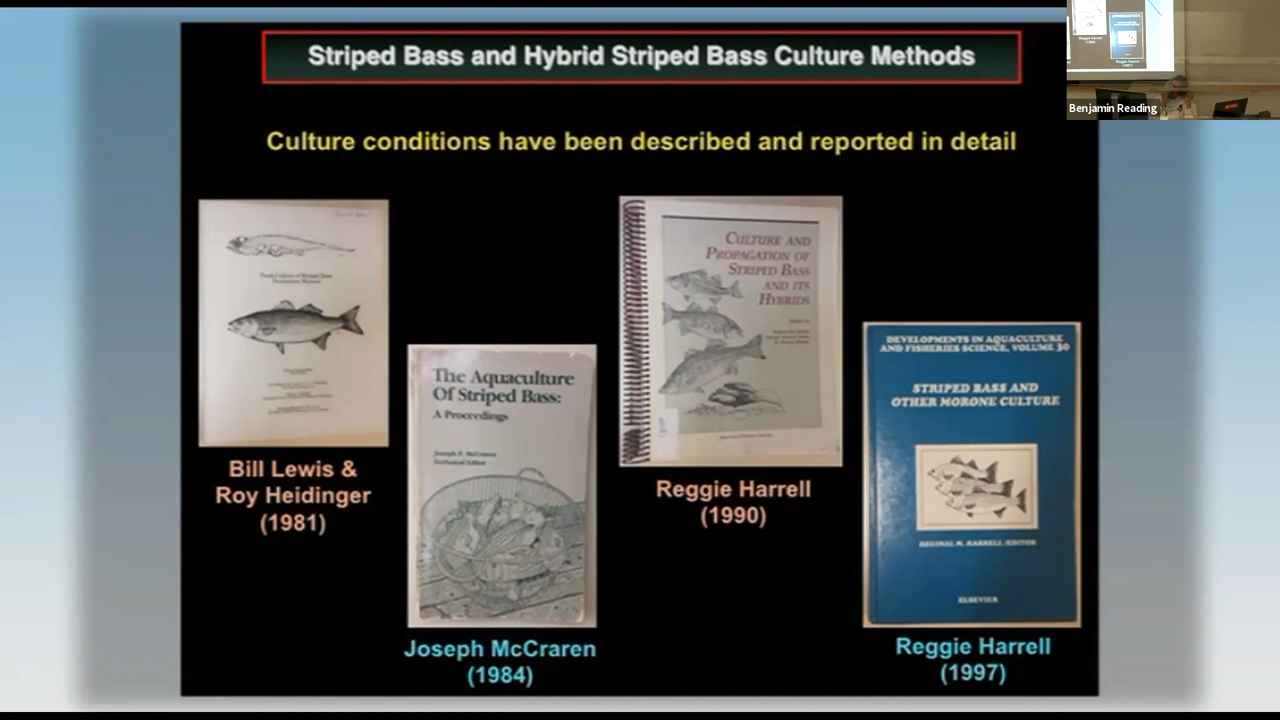 Striped Bass and Hybrid Striped Bass Culture Methods
Culture conditions have been described and reported in detail
Bill Lewis &
Roy Heidinger
(1981)
The Aquaculture
Of Striped Bass:
A Proceedings
Joseph P. McCraren
Technical Editor
Joseph McCraren
(1984)
CULTURE AND
PROPAGATION OF
STRIPED BASS
AND ITS
HYBRIDS
Reggie Harrell
(1990)
DEVELOPMENTS IN AQUACULTURE
AND FISHERIES SCIENCE, VOLUME 30
STRIPED BASS AND
OTHER MORONE CULTURE
ELSEVIER
Reggie Harrell
(1997)
Benjamin Reading